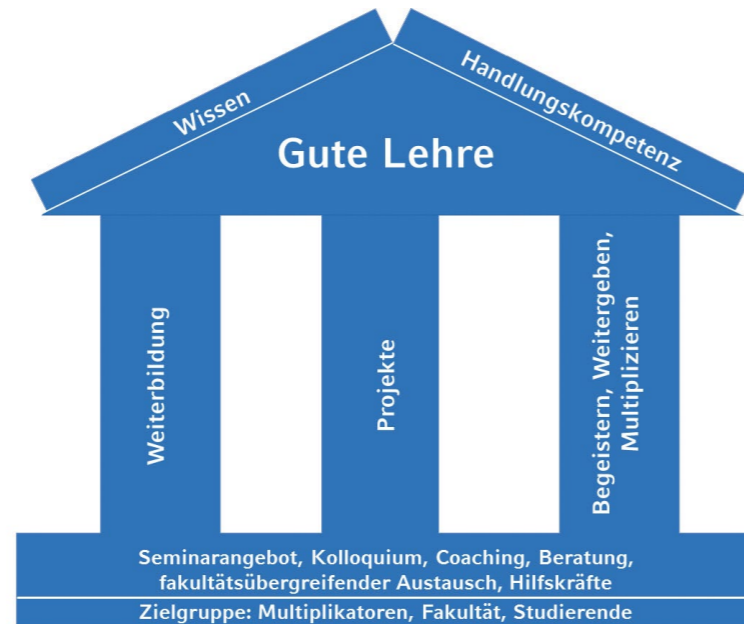 Wissen
Handlungskompetenz
Gute Lehre
Weiterbildung
Projekte
Begeistern, Weitergeben,
Multiplizieren
Seminarangebot, Kolloquium, Coaching, Beratung,
fakultätsübergreifender Austausch, Hilfskräfte
Zielgruppe: Multiplikatoren, Fakultät, Studierende